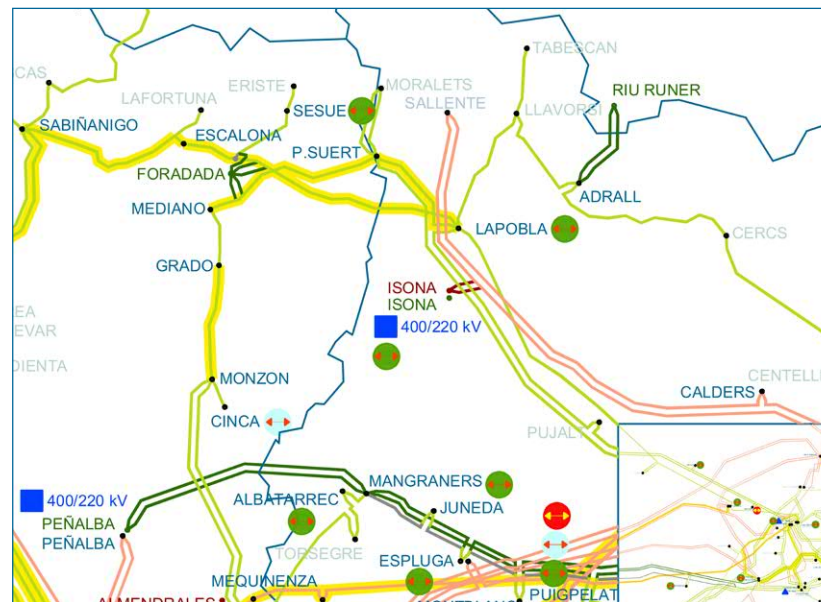 TABESCAN
CAS
ERISTE
MORALETS
LAFORTUNA
SESUE
SALLENTE
LLAVORSI
RIU RUNER
SABIÑANIGO
ESCALONA
P.SUERT
FORADADA
ADRALL
MEDIANO
LAPOBLA
CERCS
GRADO
ISONA
ISONA
EA
EVAR
400/220 kV
DIENTA
MONZON
CENTELL
CALDERS
CINCA
PUJALT
400/220 kV
MANGRANERS
ALBATARREC
PEÑALBA
JUNEDA
PEÑALBA
TORSEGRE
ESPLUGA
MEQUINENZA
PUIGPELAT
ALMENDRALES